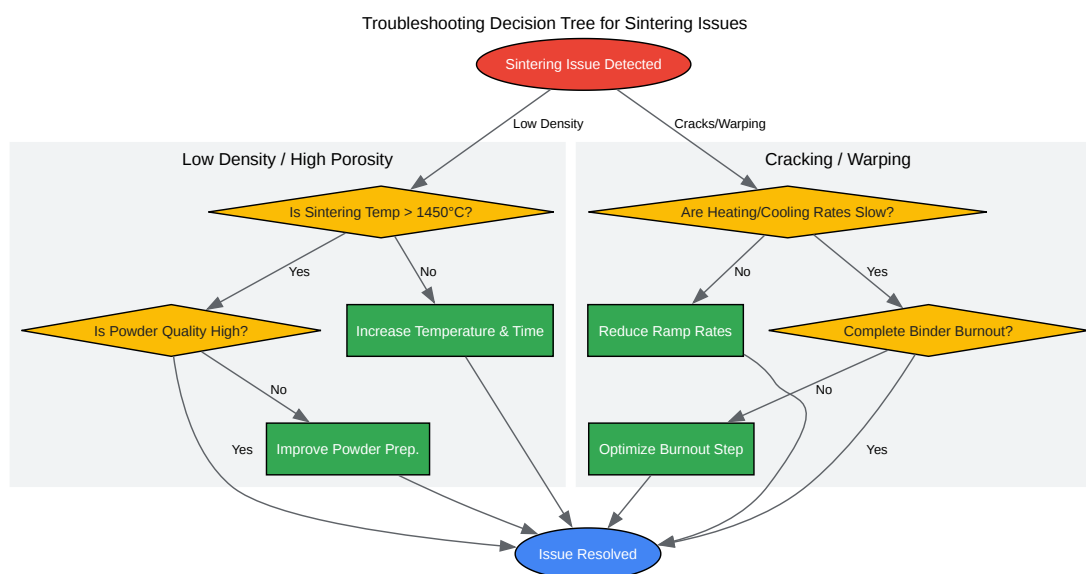 Troubleshooting Decision Tree for Sintering Issues
Sintering Issue Detected
Low Density
Cracks/Warping
Low Density / High Porosity
Cracking / Warping
Is Sintering Temp > 1450°C?
Are Heating/Cooling Rates Slow?
Yes
No
No
Yes
Is Powder Quality High?
Increase Temperature & Time
Reduce Ramp Rates
Complete Binder Burnout?
No
No
Yes
Improve Powder Prep.
Optimize Burnout Step
Yes
Issue Resolved